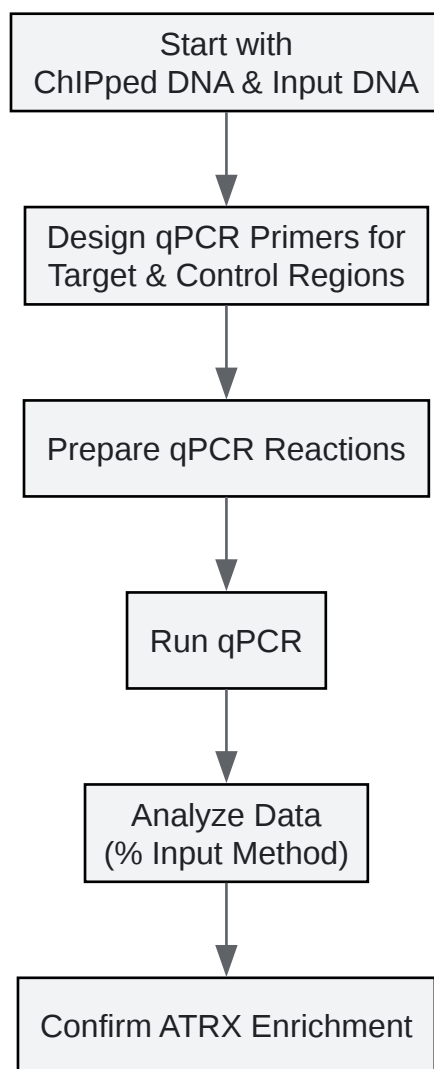 Start with
ChIPped DNA & Input DNA
Design qPCR Primers for
Target & Control Regions
Prepare qPCR Reactions
Run qPCR
Analyze Data
(% Input Method)
Confirm ATRX Enrichment